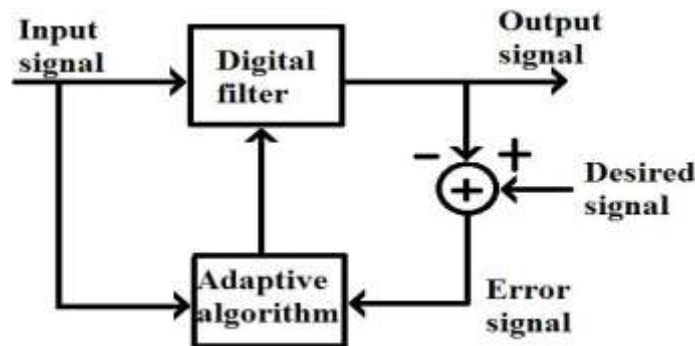 Input
signal
Digital
filter
Output
signal
− +
+
Desired
signal
Adaptive
algorithm
Error
signal